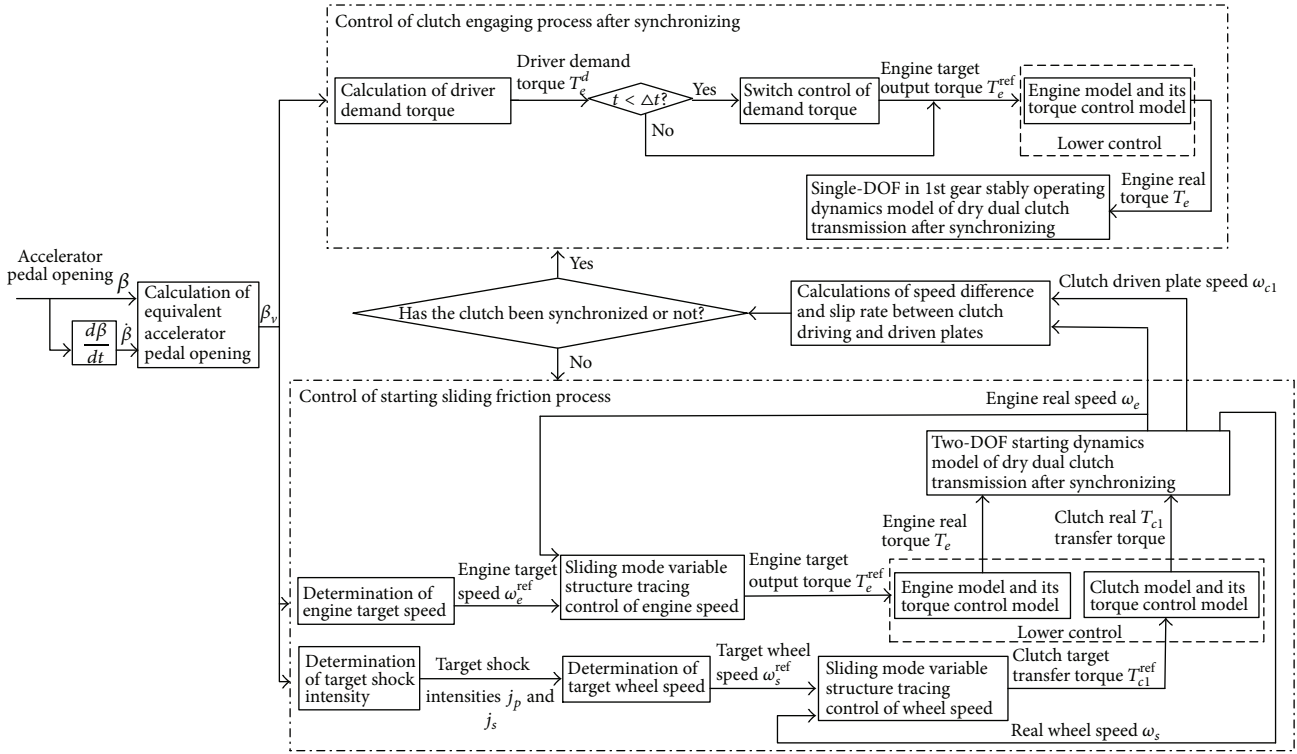 Control of clutch engaging process after synchronizing
Calculation of driver
demand torque
Driver demand
torque T_e^d
t < Δt?
Yes
No
Switch control of
demand torque
Engine target
output torque T_e^ref
Engine model and its
torque control model
Lower control
Engine real
torque T_e
Single-DOF in 1st gear stably operating
dynamics model of dry dual clutch
transmission after synchronizing
Accelerator
pedal opening β
dβ
dt
β̇
Calculation of
equivalent
accelerator
pedal opening
β_v
Yes
Has the clutch been synchronized or not?
No
Calculations of speed difference
and slip rate between clutch
driving and driven plates
Clutch driven plate speed ω_c1
Control of starting sliding friction process
Engine real speed ω_e
Two-DOF starting dynamics
model of dry dual clutch
transmission after synchronizing
Engine real
torque T_e
Clutch real T_c1
transfer torque
Determination of
engine target speed
Engine target
speed ω_e^ref
Sliding mode variable
structure tracing
control of engine speed
Engine target
output torque T_e^ref
Engine model and its
torque control model
Clutch model and its
torque control model
Lower control
Determination
of target shock
intensity
Target shock
intensities j_p and
j_s
Determination of
target wheel speed
Target wheel
speed ω_s^ref
Sliding mode variable
structure tracing
control of wheel speed
Clutch target
transfer torque T_c1^ref
Real wheel speed ω_s